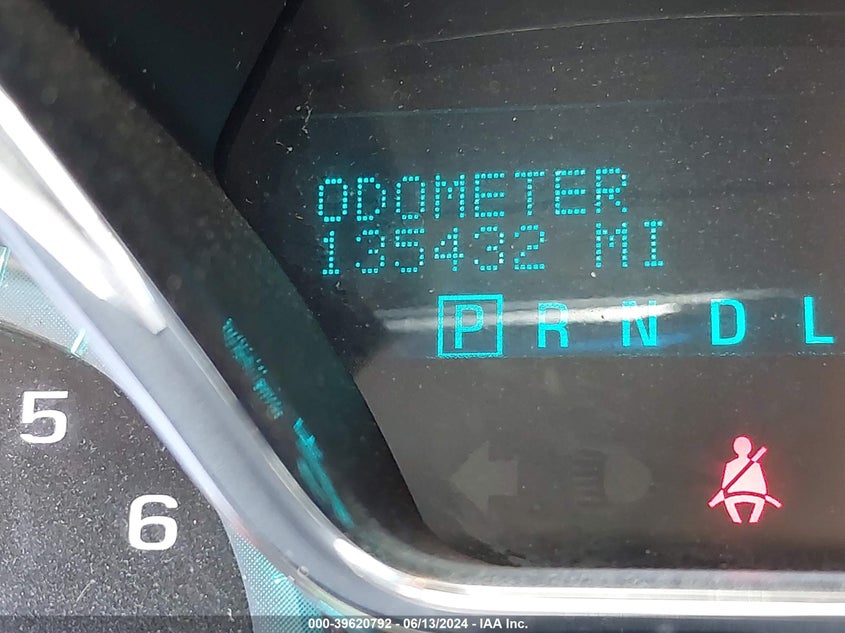 ODOMETER
135432 MI
P R N D L
5
6
000-39620792 - 06/13/2024 - IAA Inc.